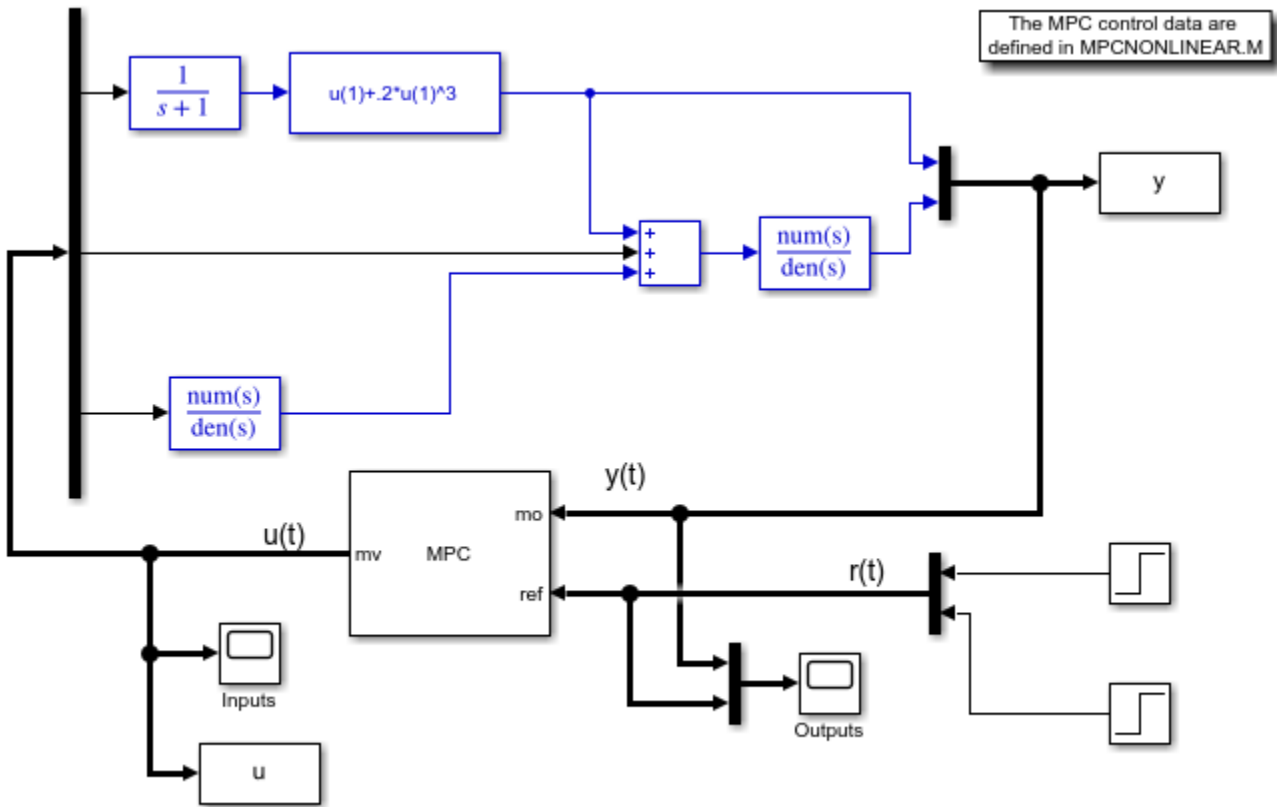 The MPC control data are
defined in MPCNONLINEAR.M
1
s + 1
u(1)+.2*u(1)^3
y
+
+
+
num(s)
den(s)
num(s)
den(s)
y(t)
mo
u(t)
mv
MPC
r(t)
ref
Inputs
Outputs
u